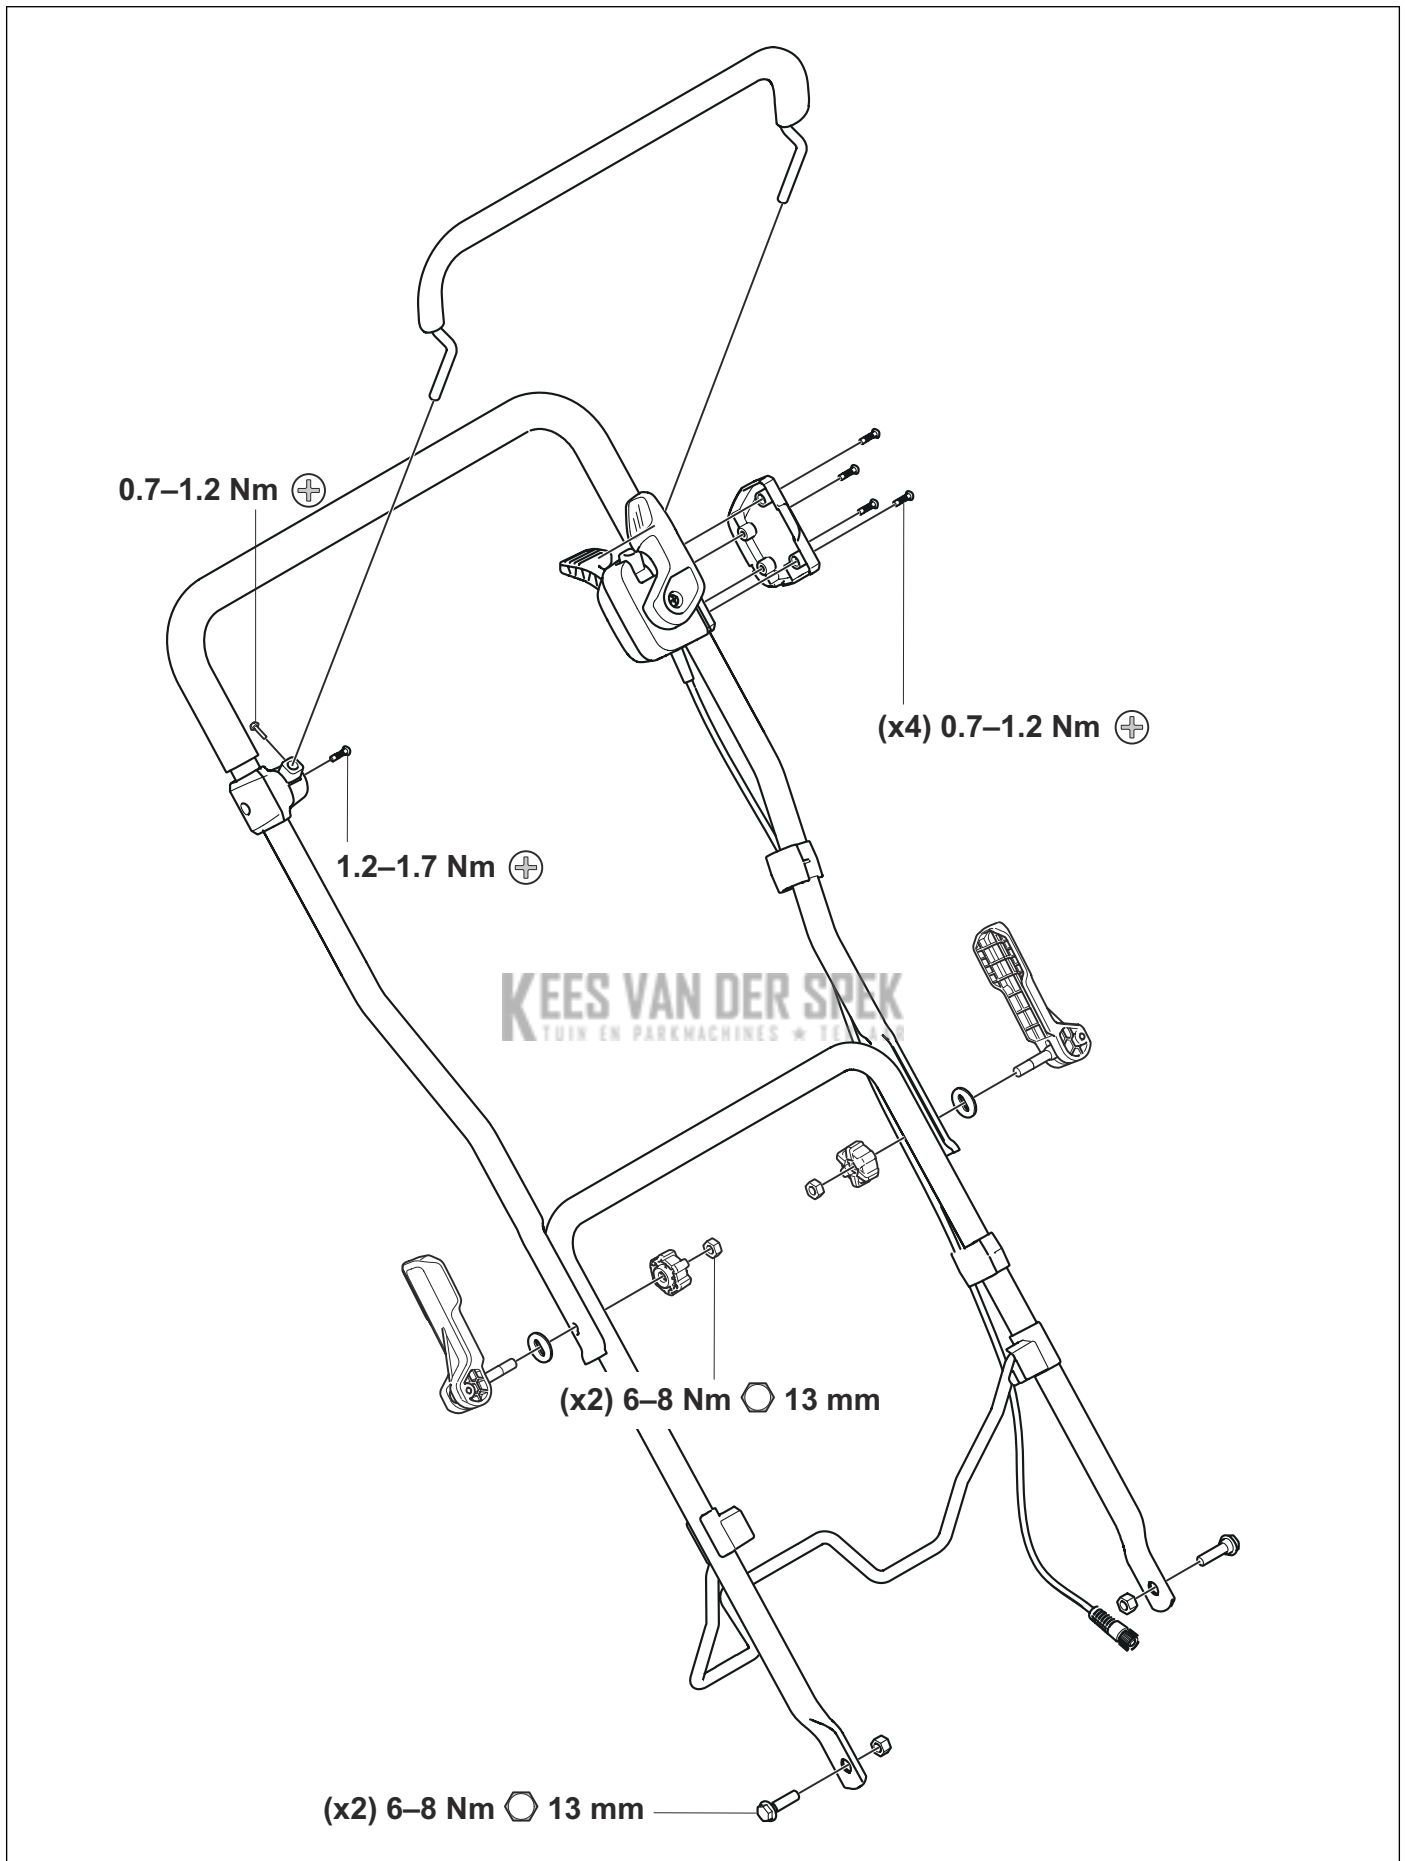 0.7–1.2 Nm
(x4) 0.7–1.2 Nm
1.2–1.7 Nm
KEES VAN DER SPEK
TUIN EN PARKMACHINES ★
(x2) 6–8 Nm 13 mm
(x2) 6–8 Nm 13 mm